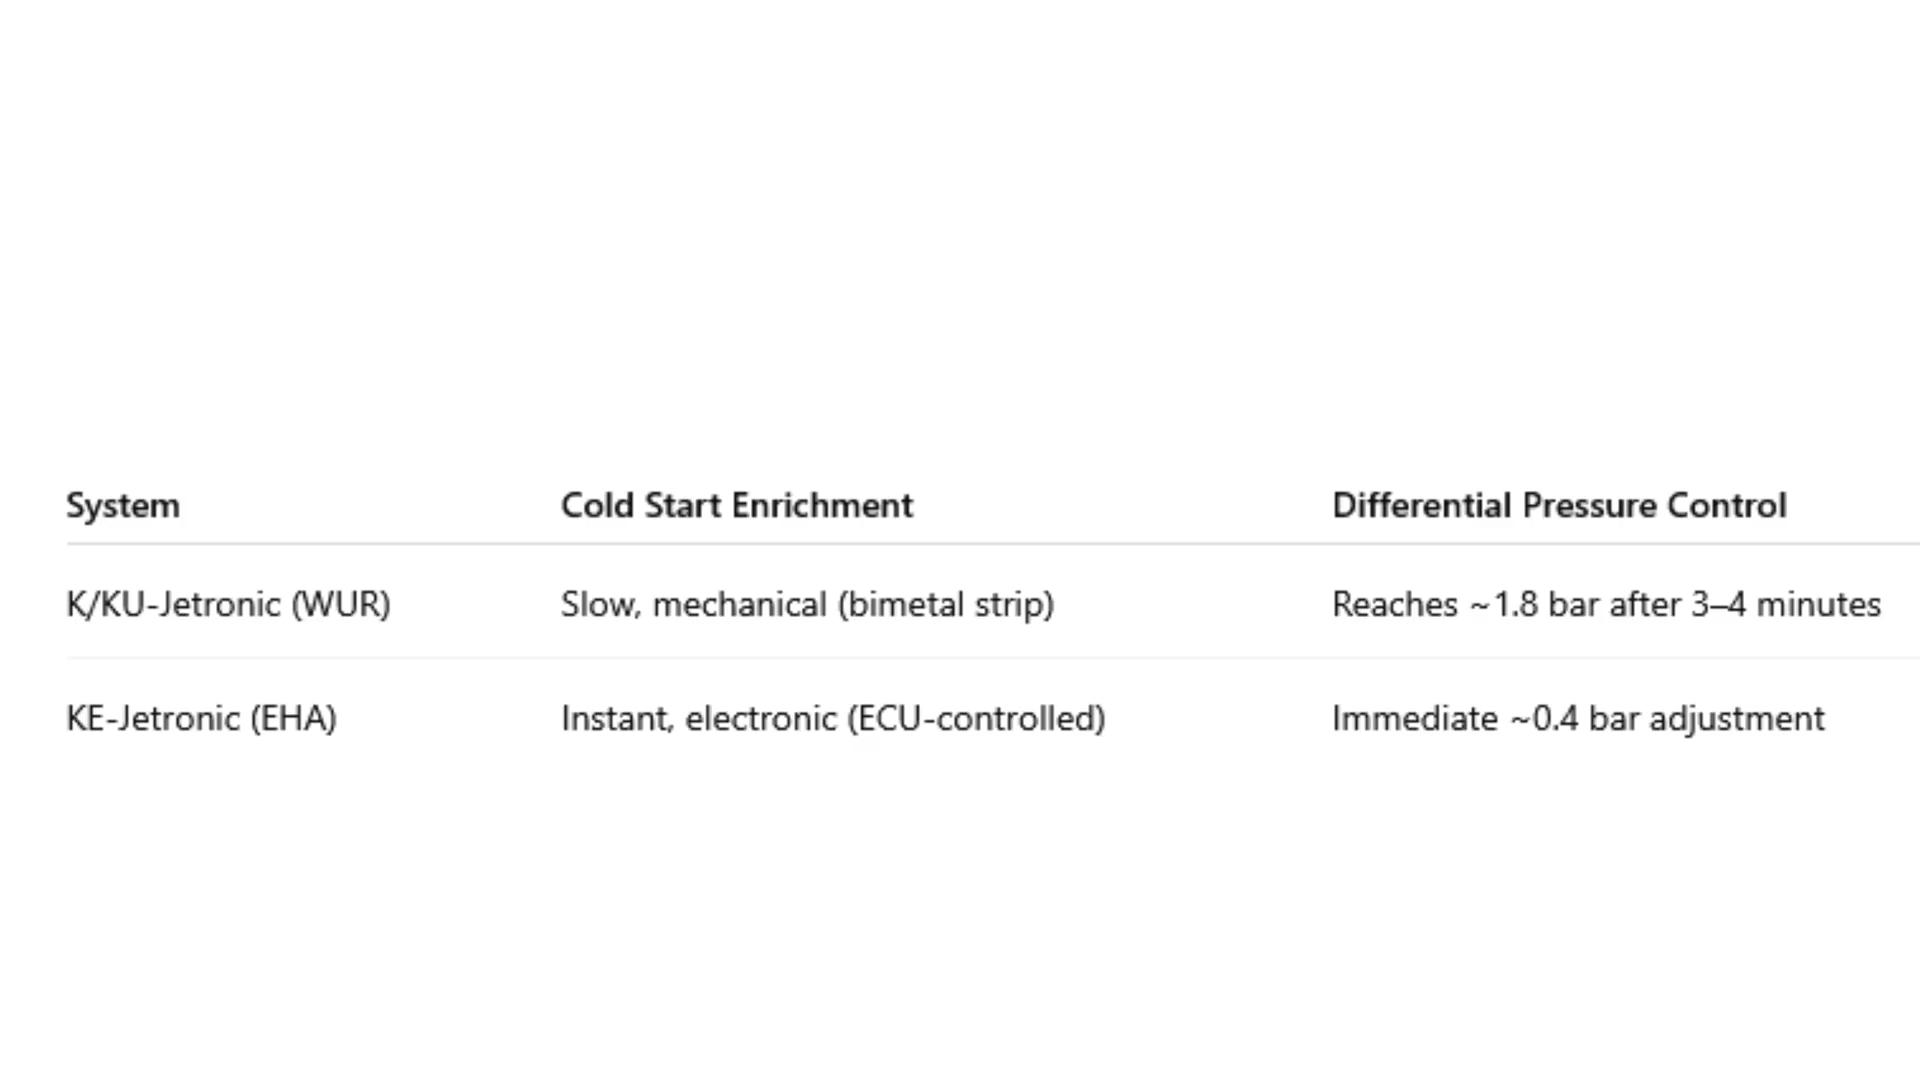 System Cold Start Enrichment Differential Pressure Control
K/KU-Jetronic (WUR) Slow, mechanical (bimetal strip) Reaches ~1.8 bar after 3–4 minutes
KE-Jetronic (EHA) Instant, electronic (ECU-controlled) Immediate ~0.4 bar adjustment